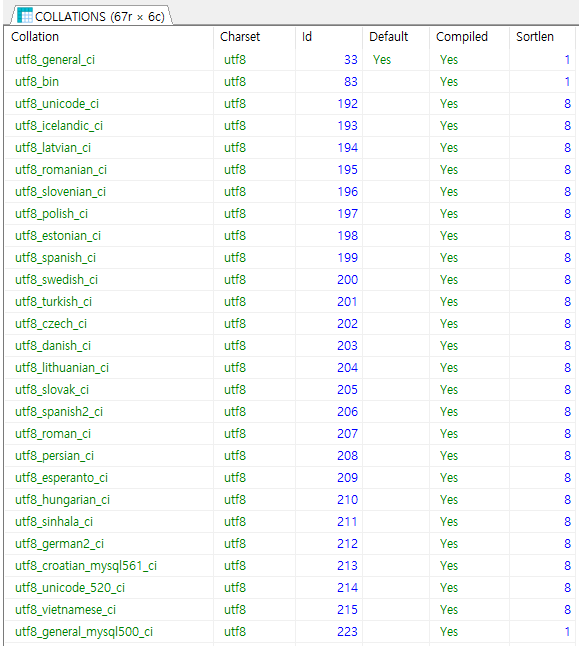 COLLATIONS (67r × 6c)
Collation Charset Id Default Compiled Sortlen
utf8_general_ci utf8 33 Yes Yes 1
utf8_bin utf8 83 Yes 1
utf8_unicode_ci utf8 192 Yes 8
utf8_icelandic_ci utf8 193 Yes 8
utf8_latvian_ci utf8 194 Yes 8
utf8_romanian_ci utf8 195 Yes 8
utf8_slovenian_ci utf8 196 Yes 8
utf8_polish_ci utf8 197 Yes 8
utf8_estonian_ci utf8 198 Yes 8
utf8_spanish_ci utf8 199 Yes 8
utf8_swedish_ci utf8 200 Yes 8
utf8_turkish_ci utf8 201 Yes 8
utf8_czech_ci utf8 202 Yes 8
utf8_danish_ci utf8 203 Yes 8
utf8_lithuanian_ci utf8 204 Yes 8
utf8_slovak_ci utf8 205 Yes 8
utf8_spanish2_ci utf8 206 Yes 8
utf8_roman_ci utf8 207 Yes 8
utf8_persian_ci utf8 208 Yes 8
utf8_esperanto_ci utf8 209 Yes 8
utf8_hungarian_ci utf8 210 Yes 8
utf8_sinhala_ci utf8 211 Yes 8
utf8_german2_ci utf8 212 Yes 8
utf8_croatian_mysql561_ci utf8 213 Yes 8
utf8_unicode_520_ci utf8 214 Yes 8
utf8_vietnamese_ci utf8 215 Yes 8
utf8_general_mysql500_ci utf8 223 Yes 1